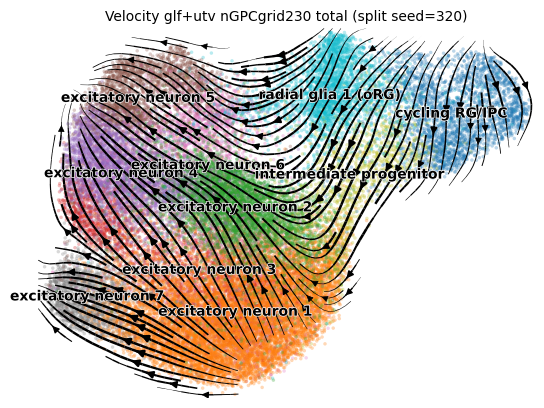 Velocity glf+utv nGPCgrid230 total (split seed=320)
radial glia 1 (oRG)
excitatory neuron 5
cycling RG/IPC
excitatory neuron 6
excitatory neuron 4
intermediate progenitor
excitatory neuron 2
excitatory neuron 3
excitatory neuron 7
excitatory neuron 1